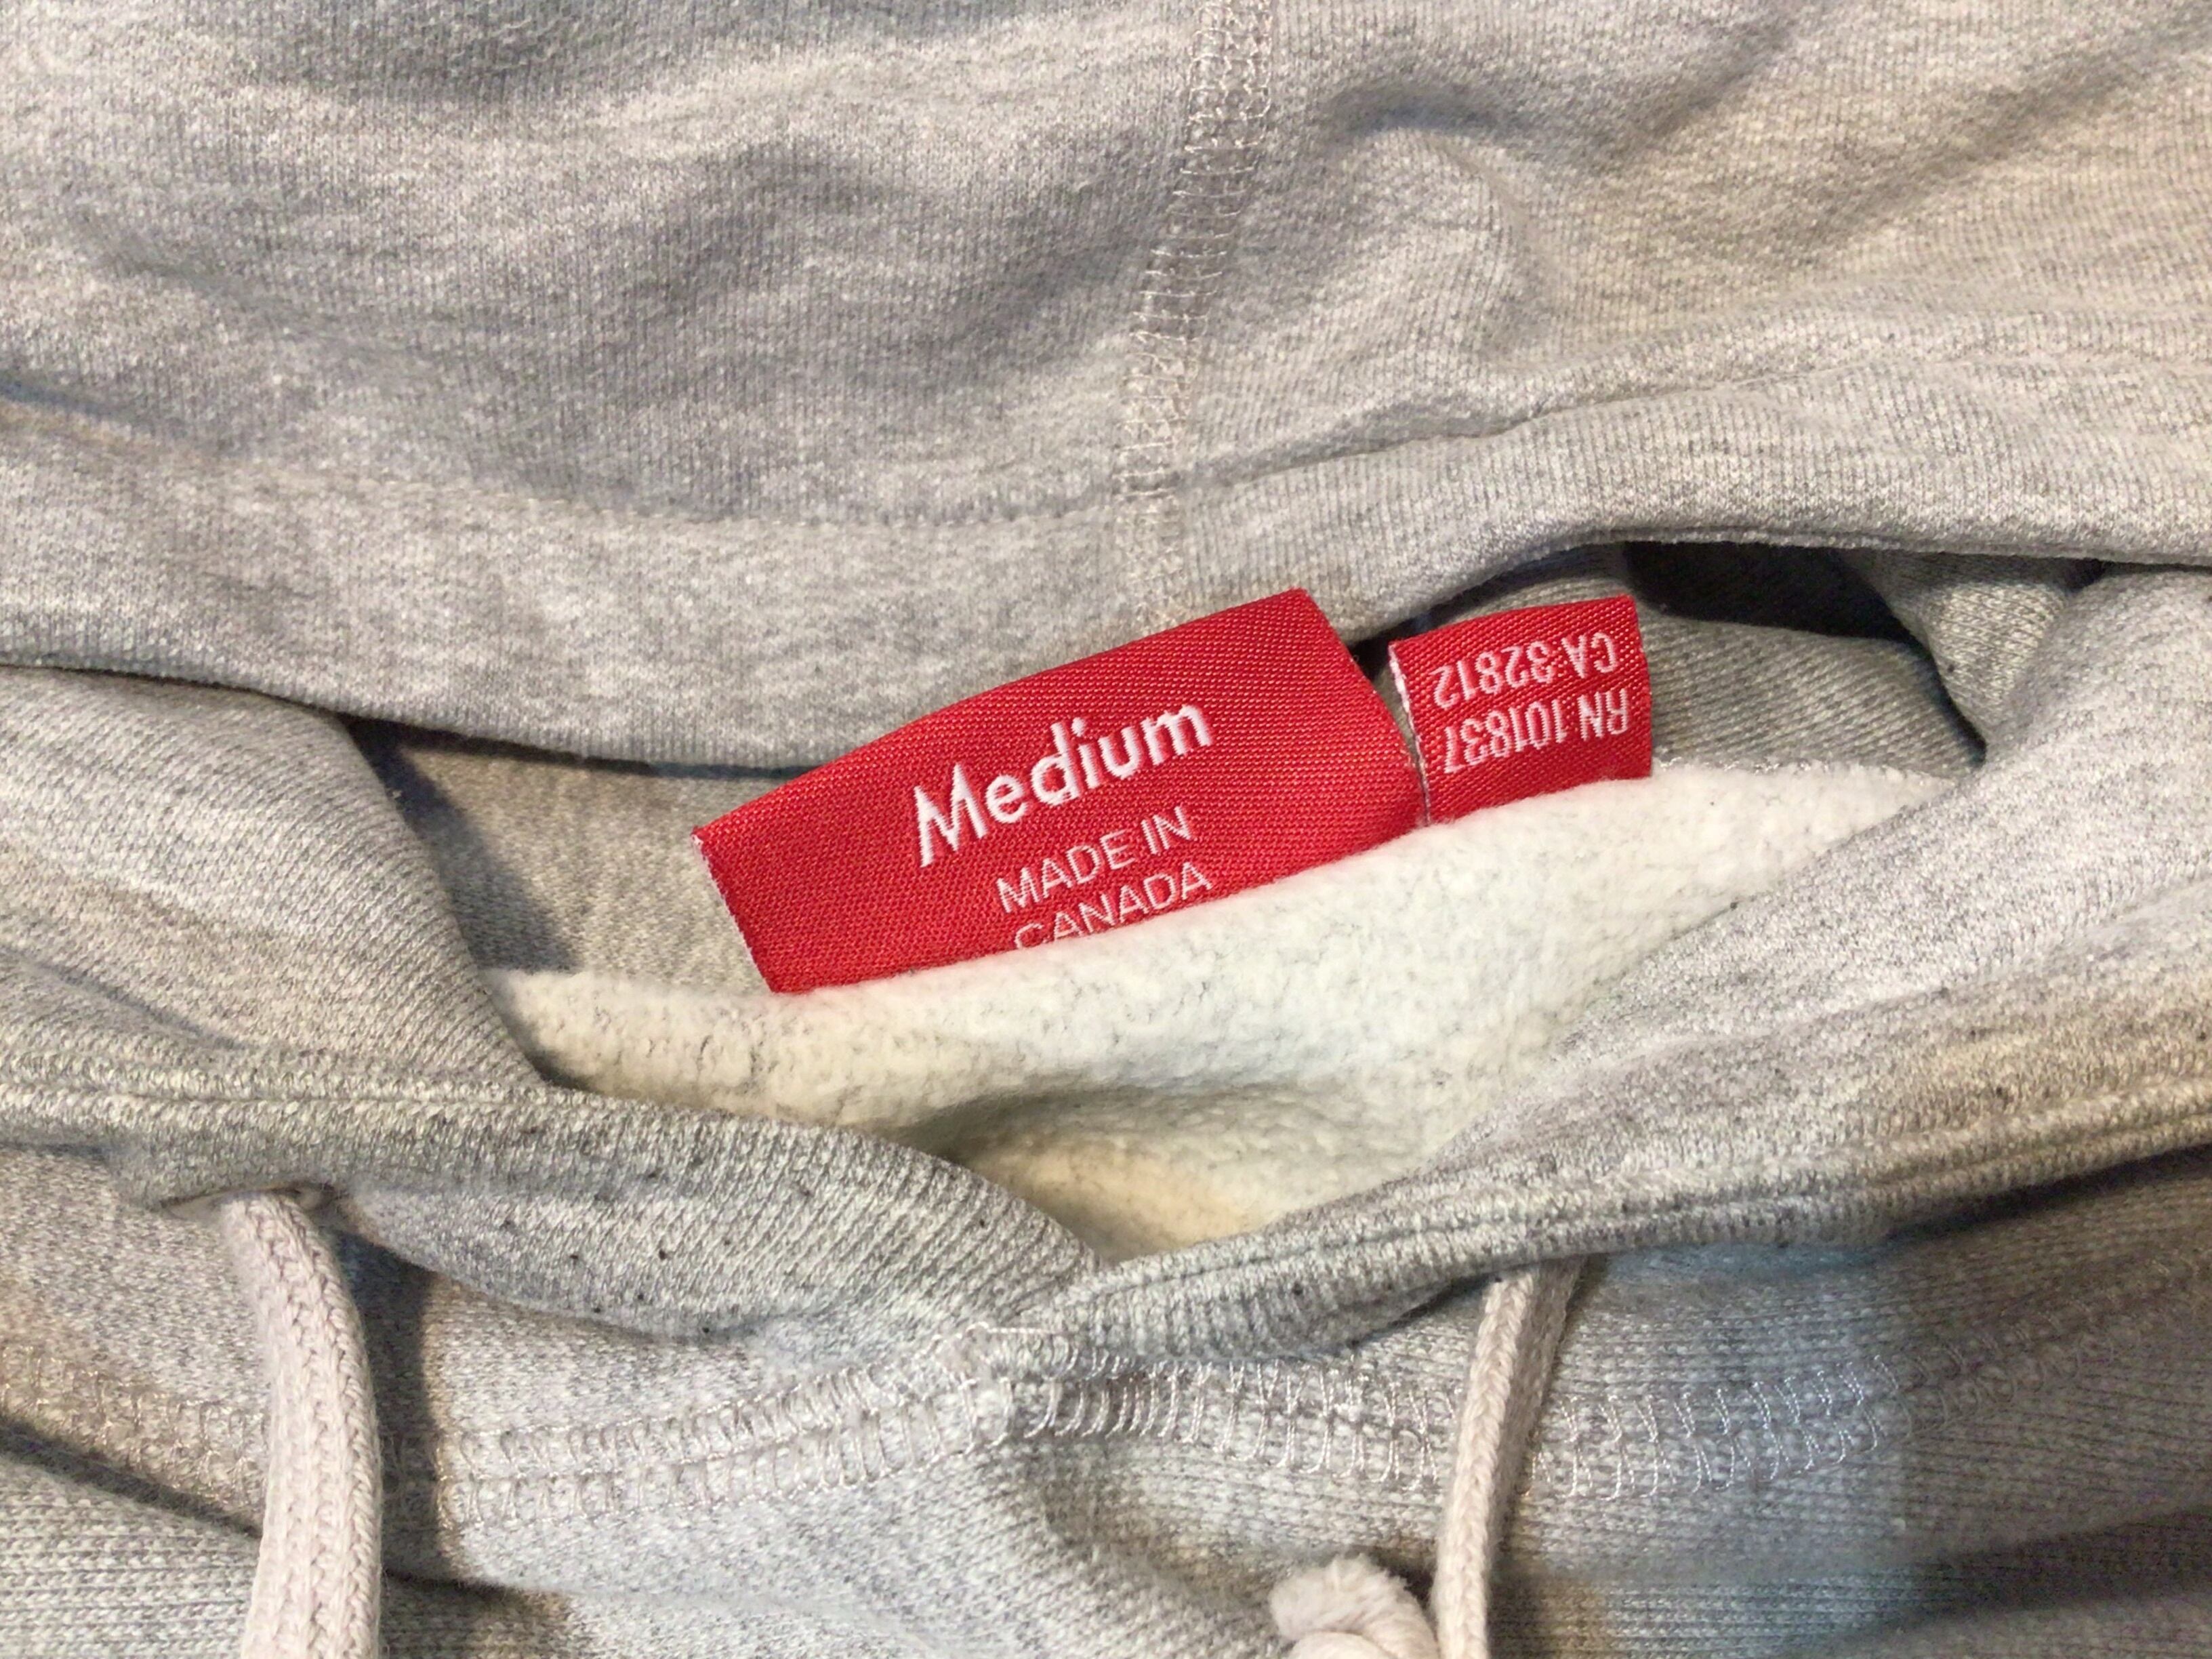 Medium
MADE IN
CANADA
RN 101837
CA 32812